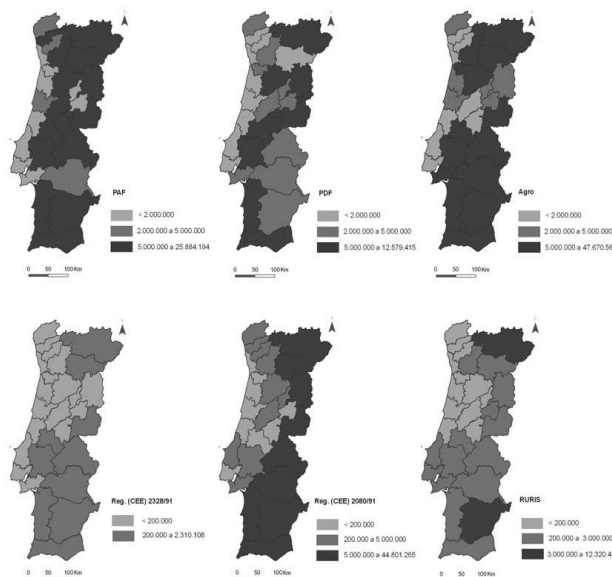 PAF
< 2.000.000
2.000.000 a 5.000.000
5.000.000 a 25.884.194
0 50 100 Km
PDF
< 2.000.000
2.000.000 a 5.000.000
5.000.000 a 12.579.415
0 50 100 Km
Agro
< 2.000.000
2.000.000 a 5.000.000
5.000.000 a 47.670.56
0 50 100 Km
Reg. (CEE) 2328/91
< 200.000
200.000 a 2.310.108
0 50 100 Km
Reg. (CEE) 2080/91
< 200.000
200.000 a 5.000.000
5.000.000 a 44.801.265
0 50 100 Km
RURIS
< 200.000
200.000 a 3.000.000
3.000.000 a 12.320.4
0 50 100 Km